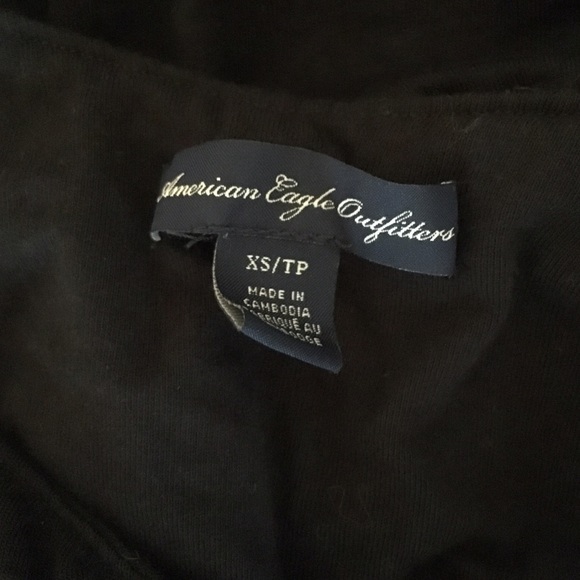 American Eagle Outfitters
XS/TP
MADE IN
CAMBODIA
AU